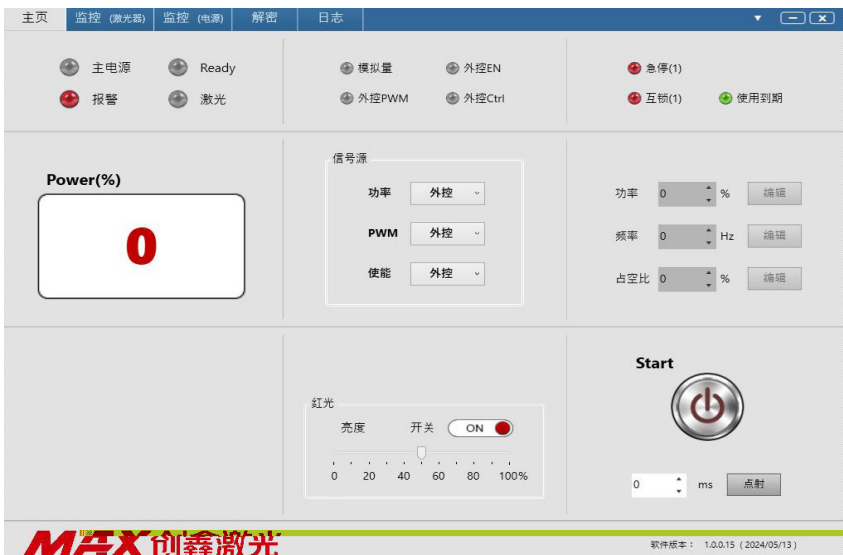 主页 监控 (激光器) 监控 (电源) 解密 日志
主电源 Ready 模拟量 外控EN 急停(1)
报警 激光 外控PWM 外控Ctrl 互锁(1) 使用到期
信号源
Power(%)
0
功率 外控
PWM 外控
使能 外控
功率 0 % 编辑
频率 0 Hz 编辑
占空比 0 % 编辑
红光
亮度 开关 ON
0 20 40 60 80 100%
Start
0 ms 点射
MAX创鑫激光
软件版本： 1.0.0.15 ( 2024/05/13 )